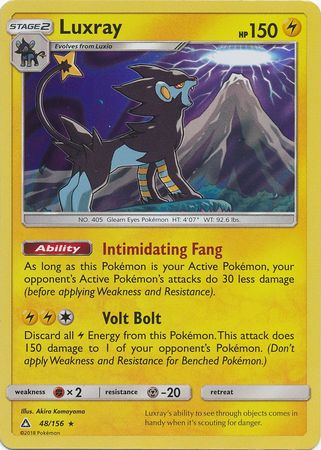 STAGE2 Luxray HP 150
Evolves from Luxio
NO. 405 Gleam Eyes Pokémon HT: 4'07" WT: 92.6 lbs.
Ability Intimidating Fang
As long as this Pokémon is your Active Pokémon, your
opponent's Active Pokémon's attacks do 30 less damage
(before applying Weakness and Resistance).
Volt Bolt
Discard all Energy from this Pokémon. This attack does
150 damage to 1 of your opponent's Pokémon. (Don't
apply Weakness and Resistance for Benched Pokémon.)
weakness × 2 resistance -20 retreat
Illus. Akira Komayama
48/156 ★
©2018 Pokémon
Luxray's ability to see through objects comes in
handy when it's scouting for danger.